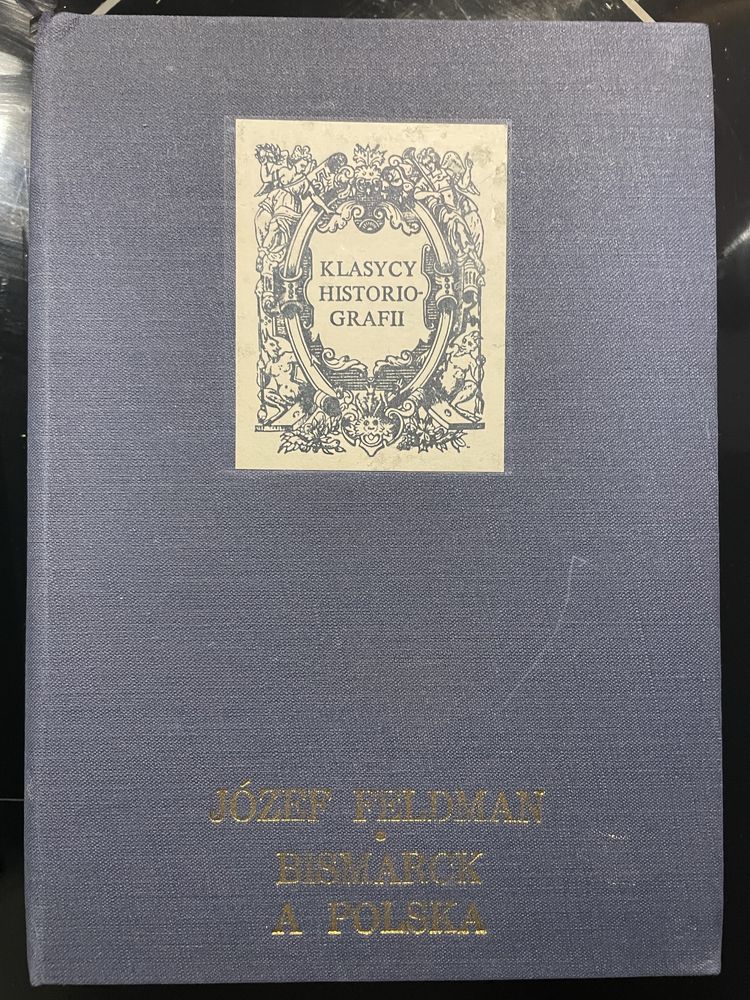 KLASYCY
HISTORIO-
GRAFII
JÓZEF FELDMAN
BISMARCK
A POLSKA